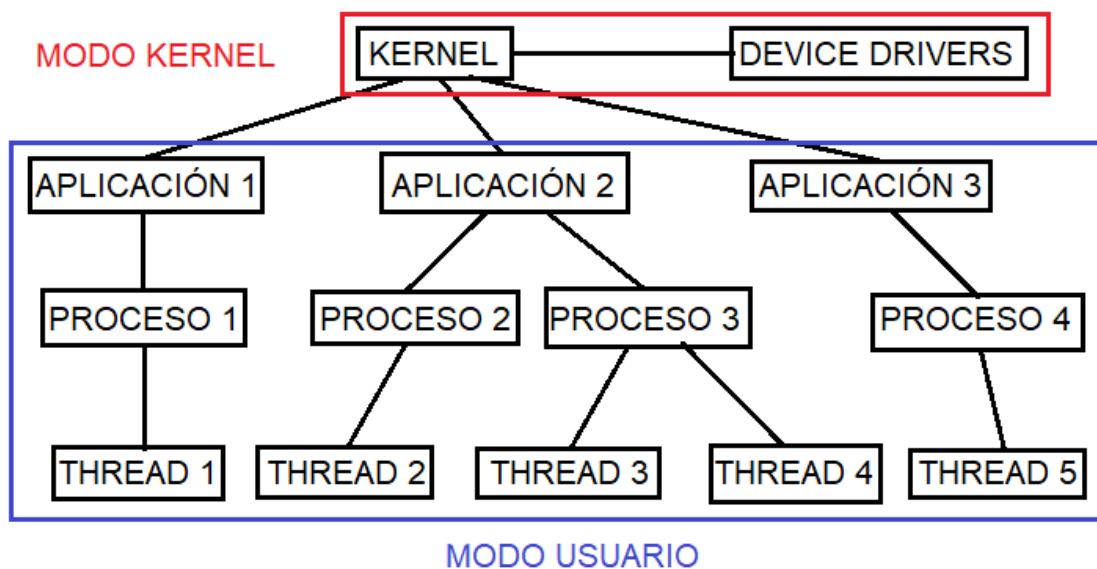 MODO KERNEL
KERNEL
DEVICE DRIVERS
APLICACIÓN 1
APLICACIÓN 2
APLICACIÓN 3
PROCESO 1
PROCESO 2
PROCESO 3
PROCESO 4
THREAD 1
THREAD 2
THREAD 3
THREAD 4
THREAD 5
MODO USUARIO